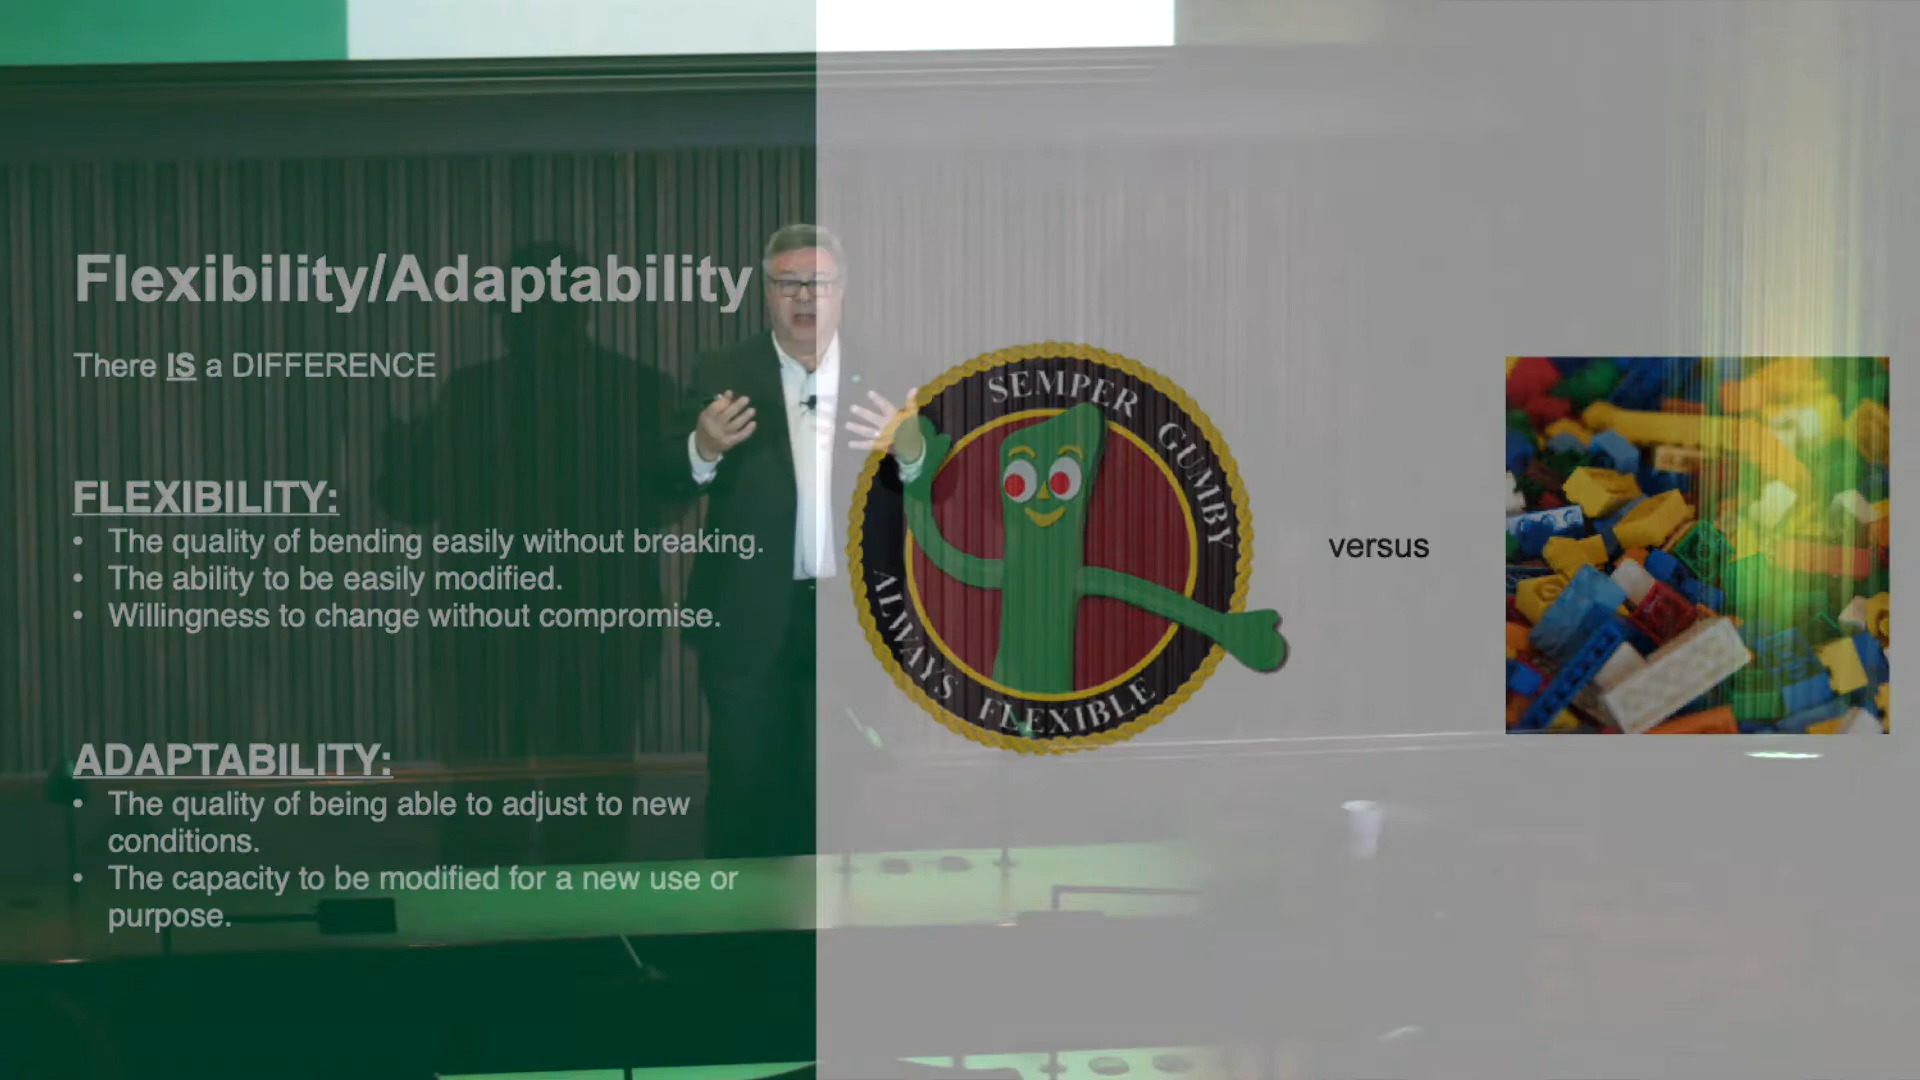 Flexibility/Adaptability
There IS a DIFFERENCE
FLEXIBILITY:
• The quality of bending easily without breaking.
• The ability to be easily modified.
• Willingness to change without compromise.
ADAPTABILITY:
• The quality of being able to adjust to new
conditions.
• The capacity to be modified for a new use or
purpose.
SEMPER GUMBY
ALWAYS FLEXIBLE
versus